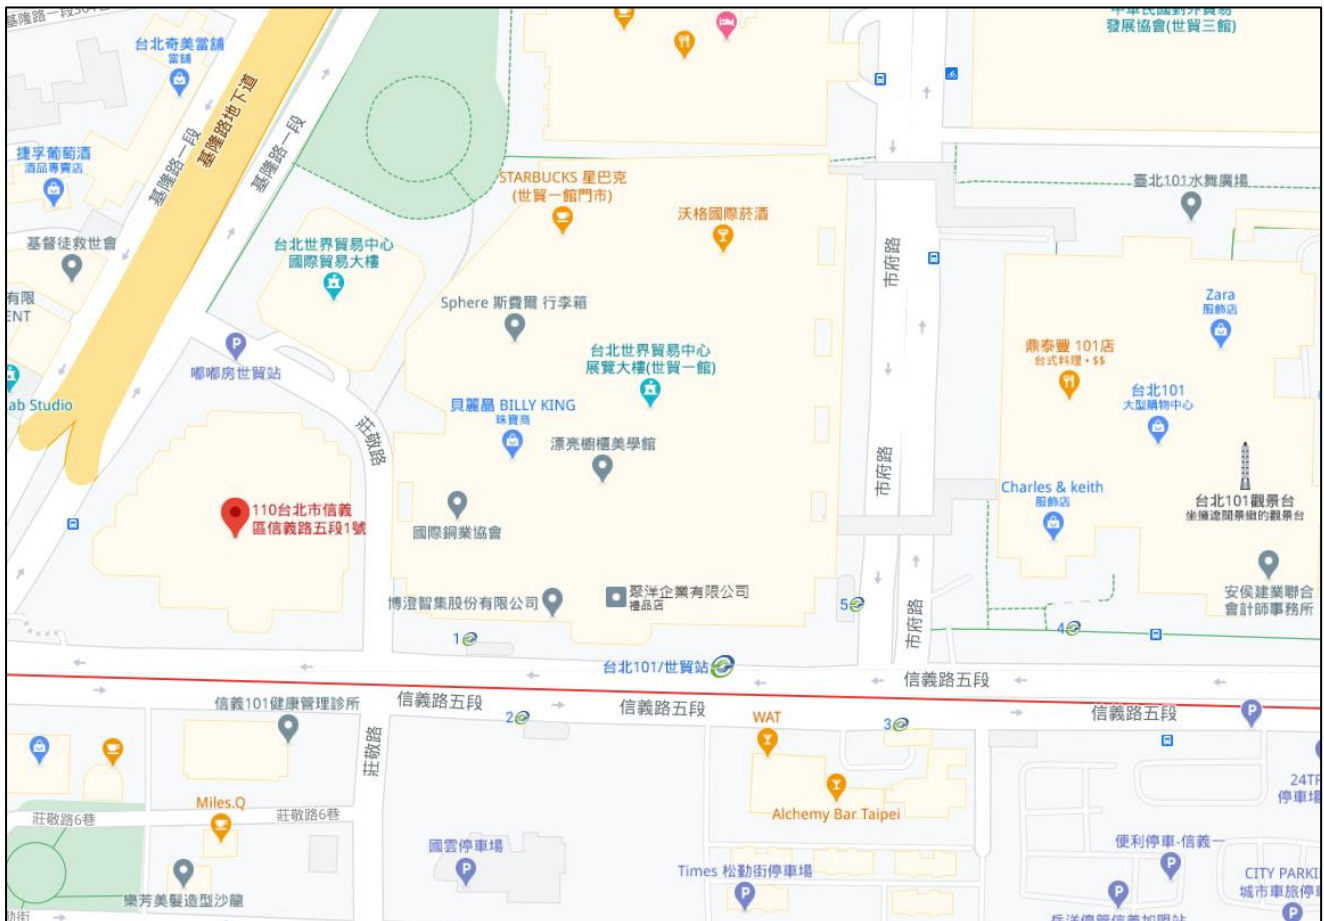 基隆路一段
中華民國對外貿易
發展協會(世貿三館)
台北奇美當舖
當舖
基隆路地下道
基隆路一段
基隆路一段
捷孚葡萄酒
酒品專賣店
STARBUCKS 星巴克
(世貿一館門市)
臺北101水舞廣場
沃格國際菸酒
基督徒救世會
台北世界貿易中心
國際貿易大樓
市府路
有限
ENT
Sphere 斯費爾 行李箱
Zara
服飾店
鼎泰豐 101店
台式料理・$$
台北世界貿易中心
展覽大樓(世貿一館)
嘟嘟房世貿站
台北101
大型購物中心
ab Studio
貝麗晶 BILLY KING
珠寶商
莊敬路
漂亮櫥櫃美學館
市府路
Charles & keith
服飾店
台北101觀景台
坐擁遼闊景緻的觀景台
110台北市信義
區信義路五段1號
國際銅業協會
安侯建業聯合
會計師事務所
博澄智集股份有限公司
聚洋企業有限公司
禮品店
5
市府路
4
1
台北101/世貿站
信義路五段
信義101健康管理診所
信義路五段
信義路五段
信義路五段
2
WAT
3
莊敬路
24TP
停車場
Miles.Q
莊敬路6巷
莊敬路6巷
Alchemy Bar Taipei
國雲停車場
便利停車-信義一
Times 松勤街停車場
CITY PARKI
城市車旅停
樂芳美髮造型沙龍
勤街